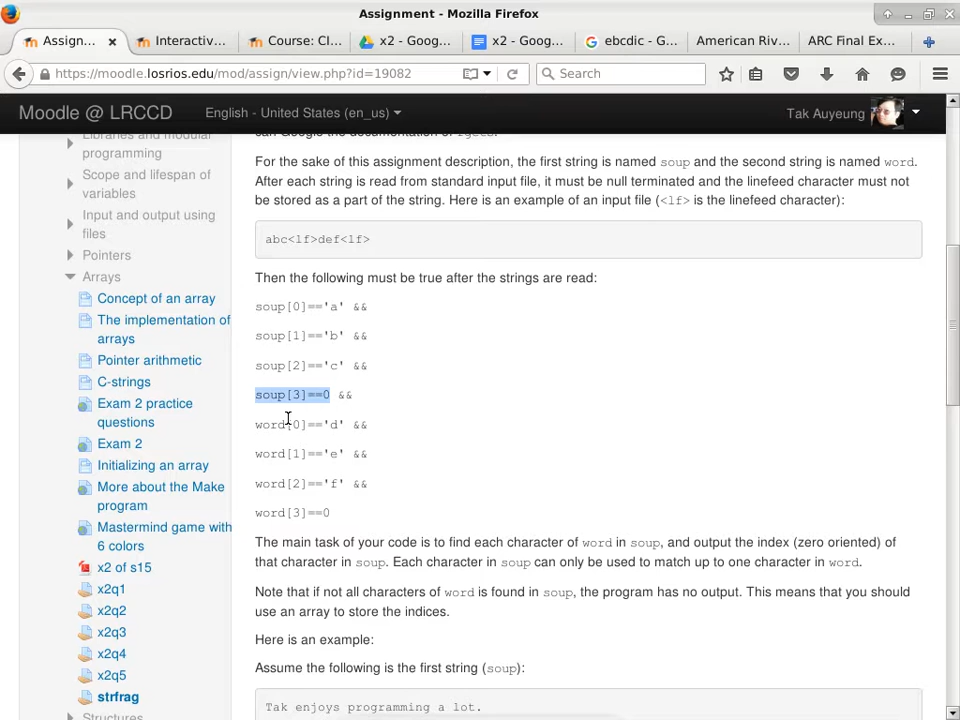 Assignment - Mozilla Firefox
Assign... Interactiv... Course: CI... x2 - Goog... x2 - Goog... ebcdic - G... American Riv... ARC Final Ex...
https://moodle.losrios.edu/mod/assign/view.php?id=19082 Search
Moodle @ LRCCD English - United States (en_us) Tak Auyeung
Libraries and modular
programming
Scope and lifespan of
variables
Input and output using
files
Pointers
Arrays
Concept of an array
The implementation of
arrays
Pointer arithmetic
C-strings
Exam 2 practice
questions
Exam 2
Initializing an array
More about the Make
program
Mastermind game with
6 colors
x2 of s15
x2q1
x2q2
x2q3
x2q4
x2q5
strfrag
Structures
can Google the documentation of fgetc.
For the sake of this assignment description, the first string is named soup and the second string is named word.
After each string is read from standard input file, it must be null terminated and the linefeed character must not
be stored as a part of the string. Here is an example of an input file (<lf> is the linefeed character):
abc<lf>def<lf>
Then the following must be true after the strings are read:
soup[0]=='a' &&
soup[1]=='b' &&
soup[2]=='c' &&
soup[3]==0 &&
word[0]=='d' &&
word[1]=='e' &&
word[2]=='f' &&
word[3]==0
The main task of your code is to find each character of word in soup, and output the index (zero oriented) of
that character in soup. Each character in soup can only be used to match up to one character in word.
Note that if not all characters of word is found in soup, the program has no output. This means that you should
use an array to store the indices.
Here is an example:
Assume the following is the first string (soup):
Tak enjoys programming a lot.